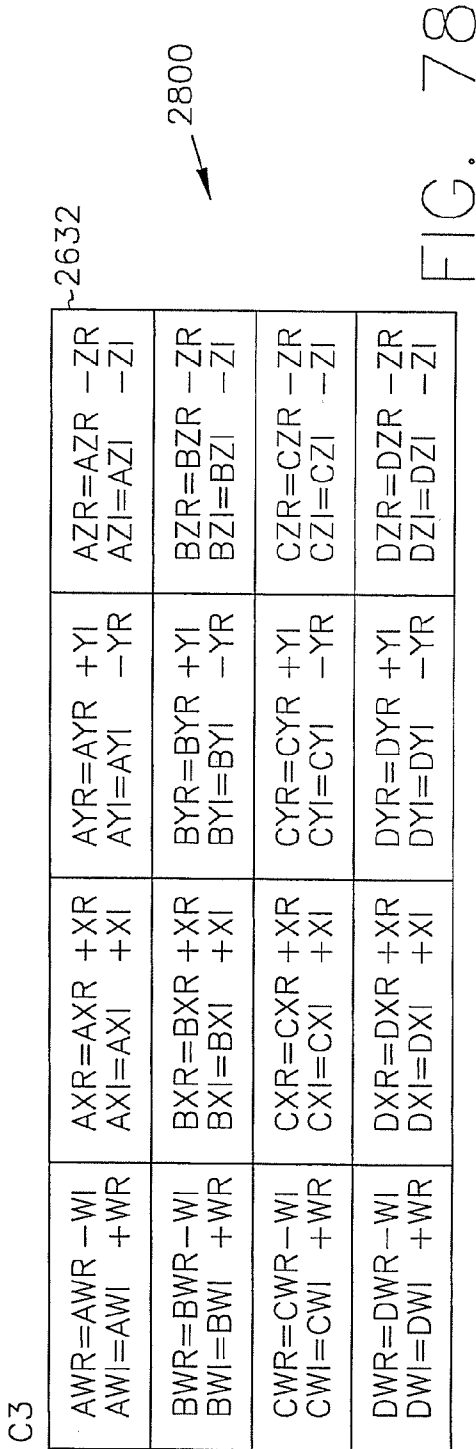 C3
2632
AWR=AWR−WI
AWI=AWI +WR
AXR=AXR +XR
AXI=AXI +XI
AYR=AYR +YI
AYI=AYI −YR
AZR=AZR −ZR
AZI=AZI −ZI
BWR=BWR−WI
BWI=BWI +WR
BXR=BXR +XR
BXI=BXI +XI
BYR=BYR +YI
BYI=BYI −YR
BZR=BZR −ZR
BZI=BZI −ZI
CWR=CWR−WI
CWI=CWI +WR
CXR=CXR +XR
CXI=CXI +XI
CYR=CYR +YI
CYI=CYI −YR
CZR=CZR −ZR
CZI=CZI −ZI
DWR=DWR−WI
DWI=DWI +WR
DXR=DXR +XR
DXI=DXI +XI
DYR=DYR +YI
DYI=DYI −YR
DZR=DZR −ZR
DZI=DZI −ZI
2800
FIG. 78